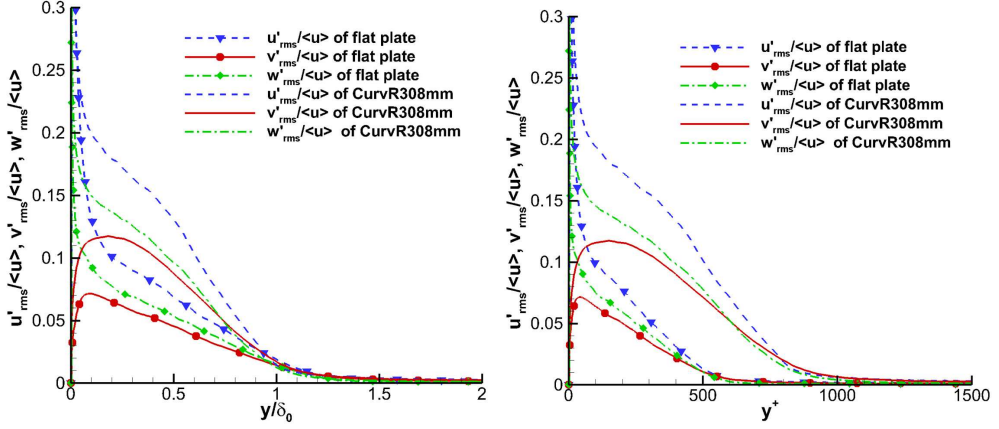 u'rms/<u>, v'rms/<u>, w'rms/<u>
0.3
0.25
0.2
0.15
0.1
0.05
0
0
0.5
1
1.5
2
y/δ0
u'rms/<u> of flat plate
v'rms/<u> of flat plate
w'rms/<u> of flat plate
u'rms/<u> of CurvR308mm
v'rms/<u> of CurvR308mm
w'rms/<u> of CurvR308mm
u'rms/<u>, v'rms/<u>, w'rms/<u>
0.3
0.25
0.2
0.15
0.1
0.05
0
0
500
1000
1500
y+
u'rms/<u> of flat plate
v'rms/<u> of flat plate
w'rms/<u> of flat plate
u'rms/<u> of CurvR308mm
v'rms/<u> of CurvR308mm
w'rms/<u> of CurvR308mm